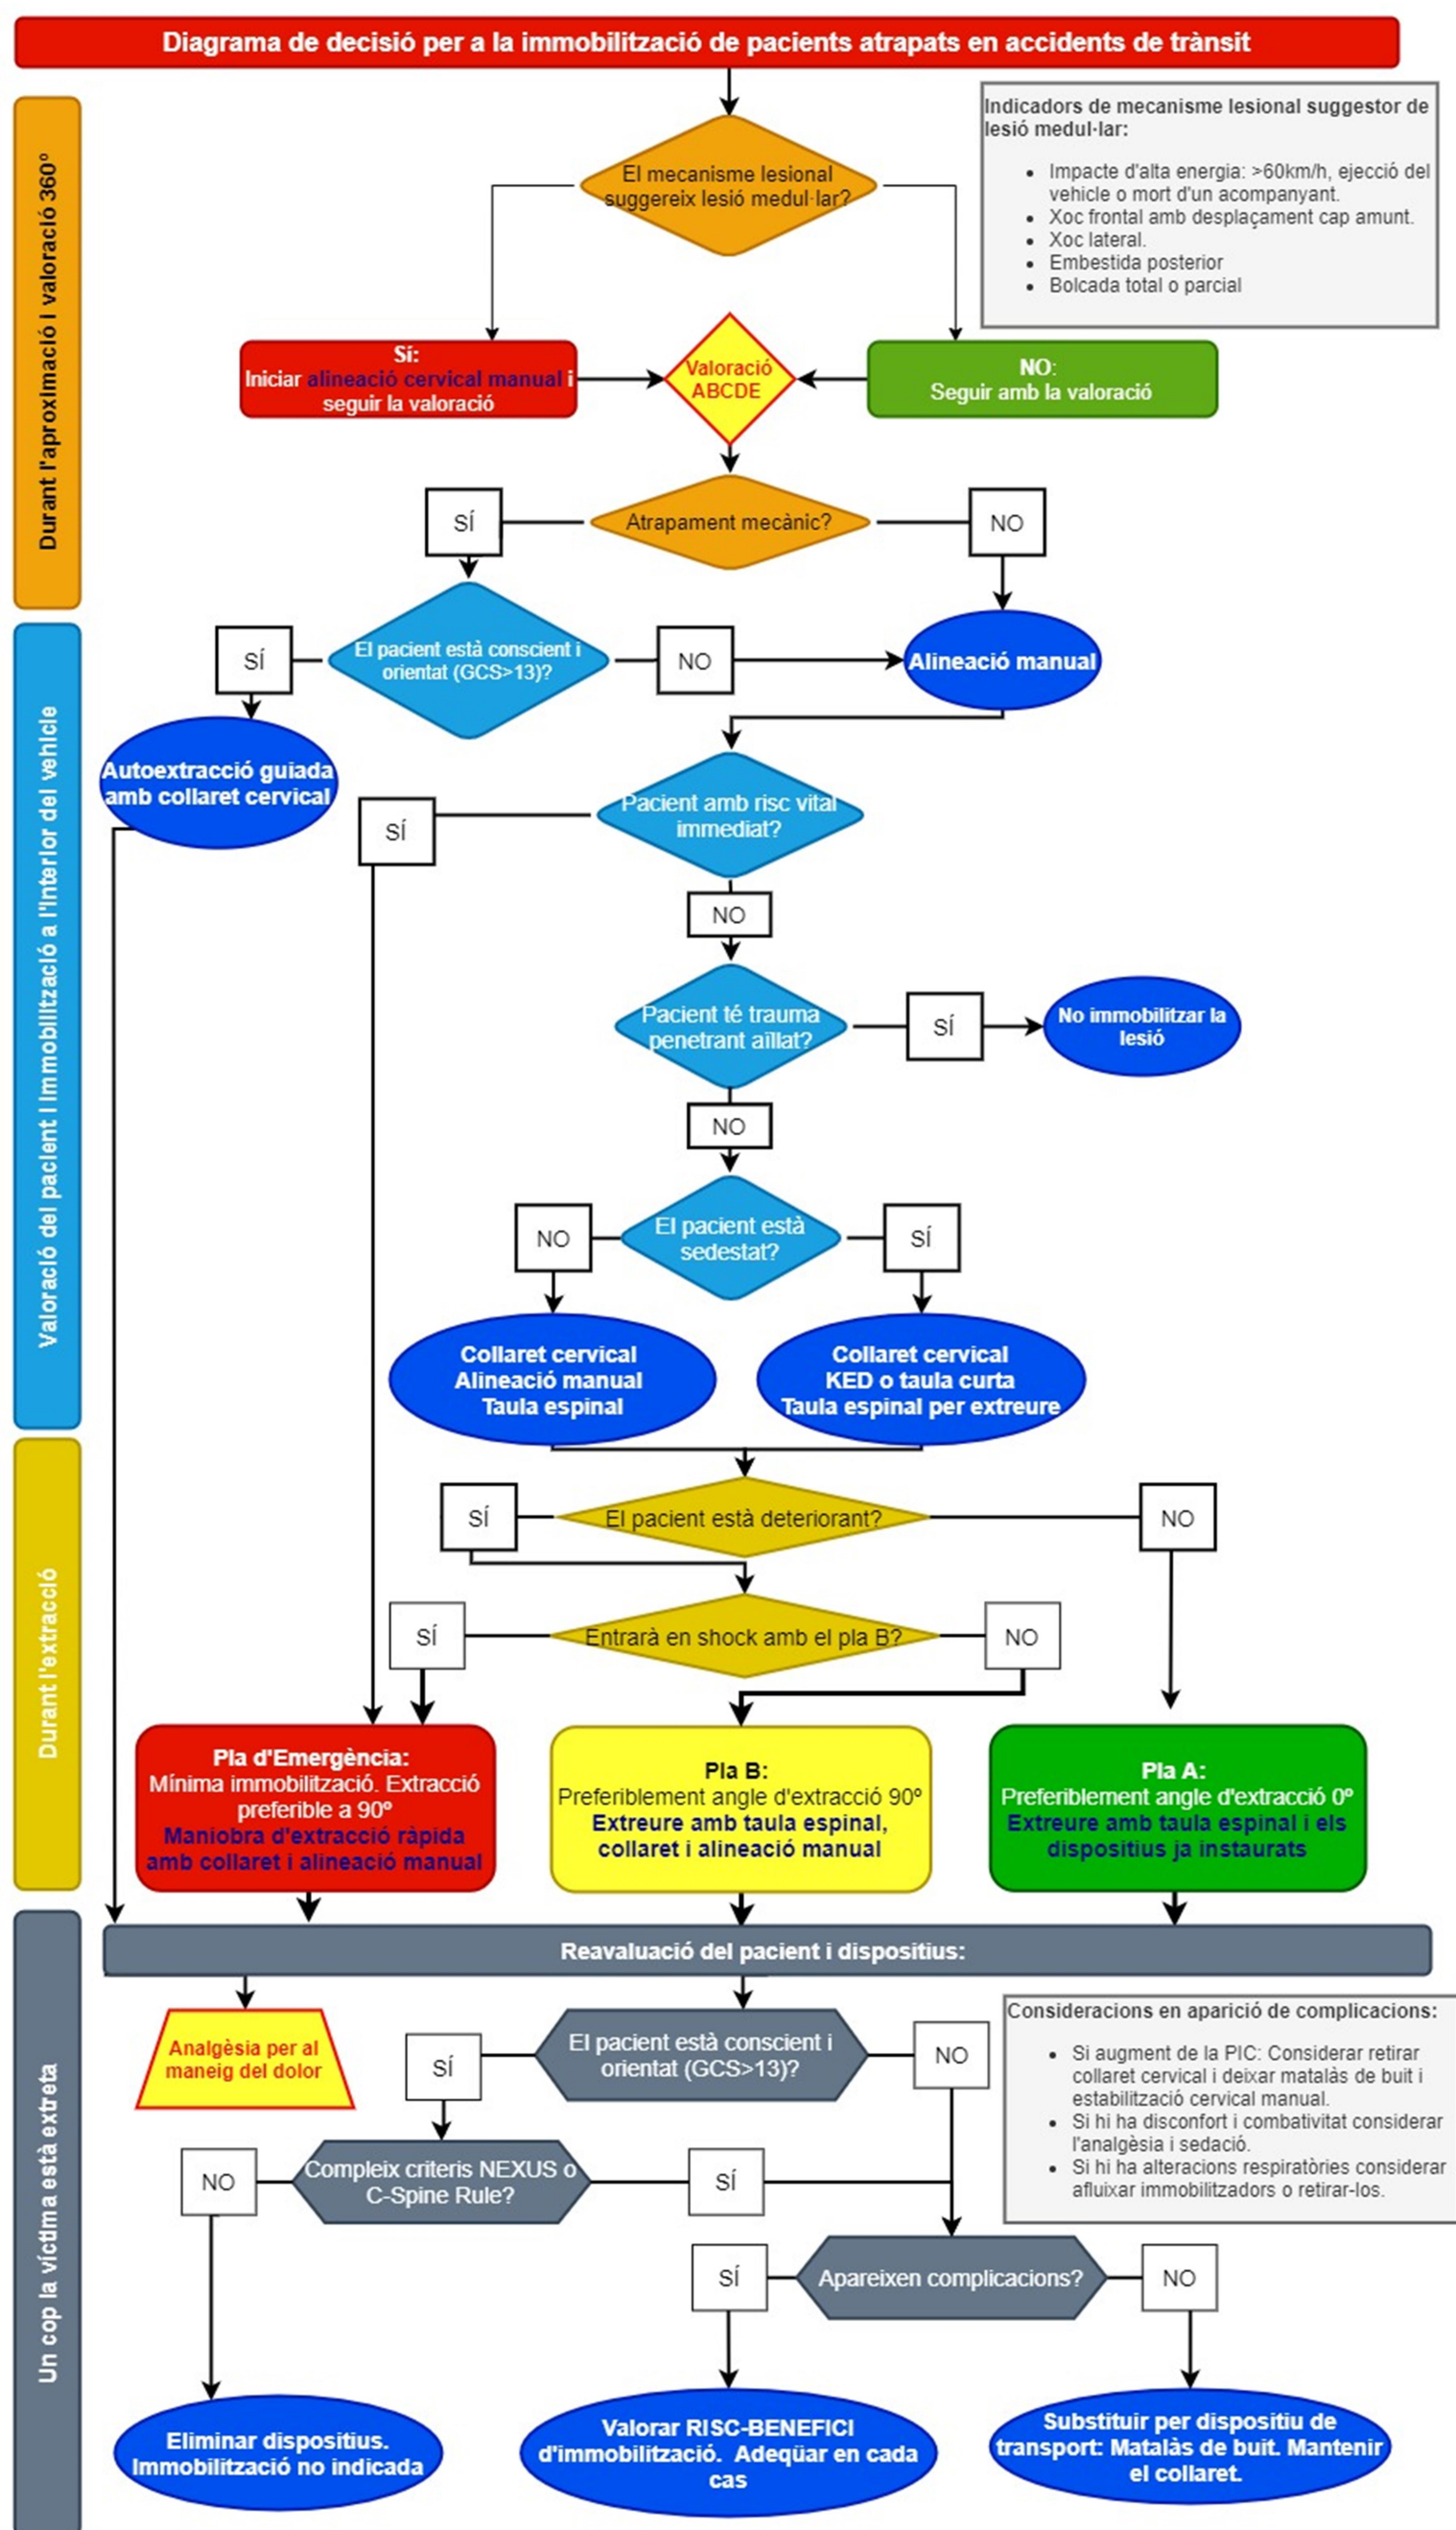 Diagrama de decisió per a la immobilització de pacients atrapats en accidents de trànsit
Durant l'aproximació i valoració 360º
Indicadors de mecanisme lesional suggestor de
lesió medul·lar:
• Impacte d'alta energia: >60km/h, ejecció del
vehicle o mort d'un acompanyant.
• Xoc frontal amb desplaçament cap amunt.
• Xoc lateral.
• Embestida posterior
• Bolcada total o parcial
El mecanisme lesional
suggereix lesió medul·lar?
Sí:
Iniciar alineació cervical manual i
seguir la valoració
Valoració
ABCDE
NO:
Seguir amb la valoració
SÍ
Atrapament mecànic?
NO
Valoració del pacient i immobilització a l'interior del vehicle
SÍ
El pacient està conscient i
orientat (GCS>13)?
NO
Alineació manual
Autoextracció guiada
amb collaret cervical
SÍ
Pacient amb risc vital
immediat?
NO
Pacient té trauma
penetrant aïllat?
SÍ
No immobilitzar la
lesió
NO
NO
El pacient està
sedestat?
SÍ
Collaret cervical
Alineació manual
Taula espinal
Collaret cervical
KED o taula curta
Taula espinal per extreure
Durant l'extracció
SÍ
El pacient està deteriorant?
NO
SÍ
Entrarà en shock amb el pla B?
NO
Pla d'Emergència:
Mínima immobilització. Extracció
preferible a 90º
Maniobra d'extracció ràpida
amb collaret i alineació manual
Pla B:
Preferiblement angle d'extracció 90º
Extreure amb taula espinal,
collaret i alineació manual
Pla A:
Preferiblement angle d'extracció 0º
Extreure amb taula espinal i els
dispositius ja instaurats
Un cop la víctima està extreta
Reavaluació del pacient i dispositius:
Analgèsia per al
maneig del dolor
SÍ
El pacient està conscient i
orientat (GCS>13)?
NO
Consideracions en aparició de complicacions:
• Si augment de la PIC: Considerar retirar
collaret cervical i deixar matalàs de buit i
estabilització cervical manual.
• Si hi ha disconfort i combativitat considerar
l'analgèsia i sedació.
• Si hi ha alteracions respiratòries considerar
afluixar immobilitzadors o retirar-los.
NO
Compleix criteris NEXUS o
C-Spine Rule?
SÍ
SÍ
Apareixen complicacions?
NO
Eliminar dispositius.
Immobilització no indicada
Valorar RISC-BENEFICI
d'immobilització. Adeqüar en cada
cas
Substituir per dispositiu de
transport: Matalàs de buit. Mantenir
el collaret.